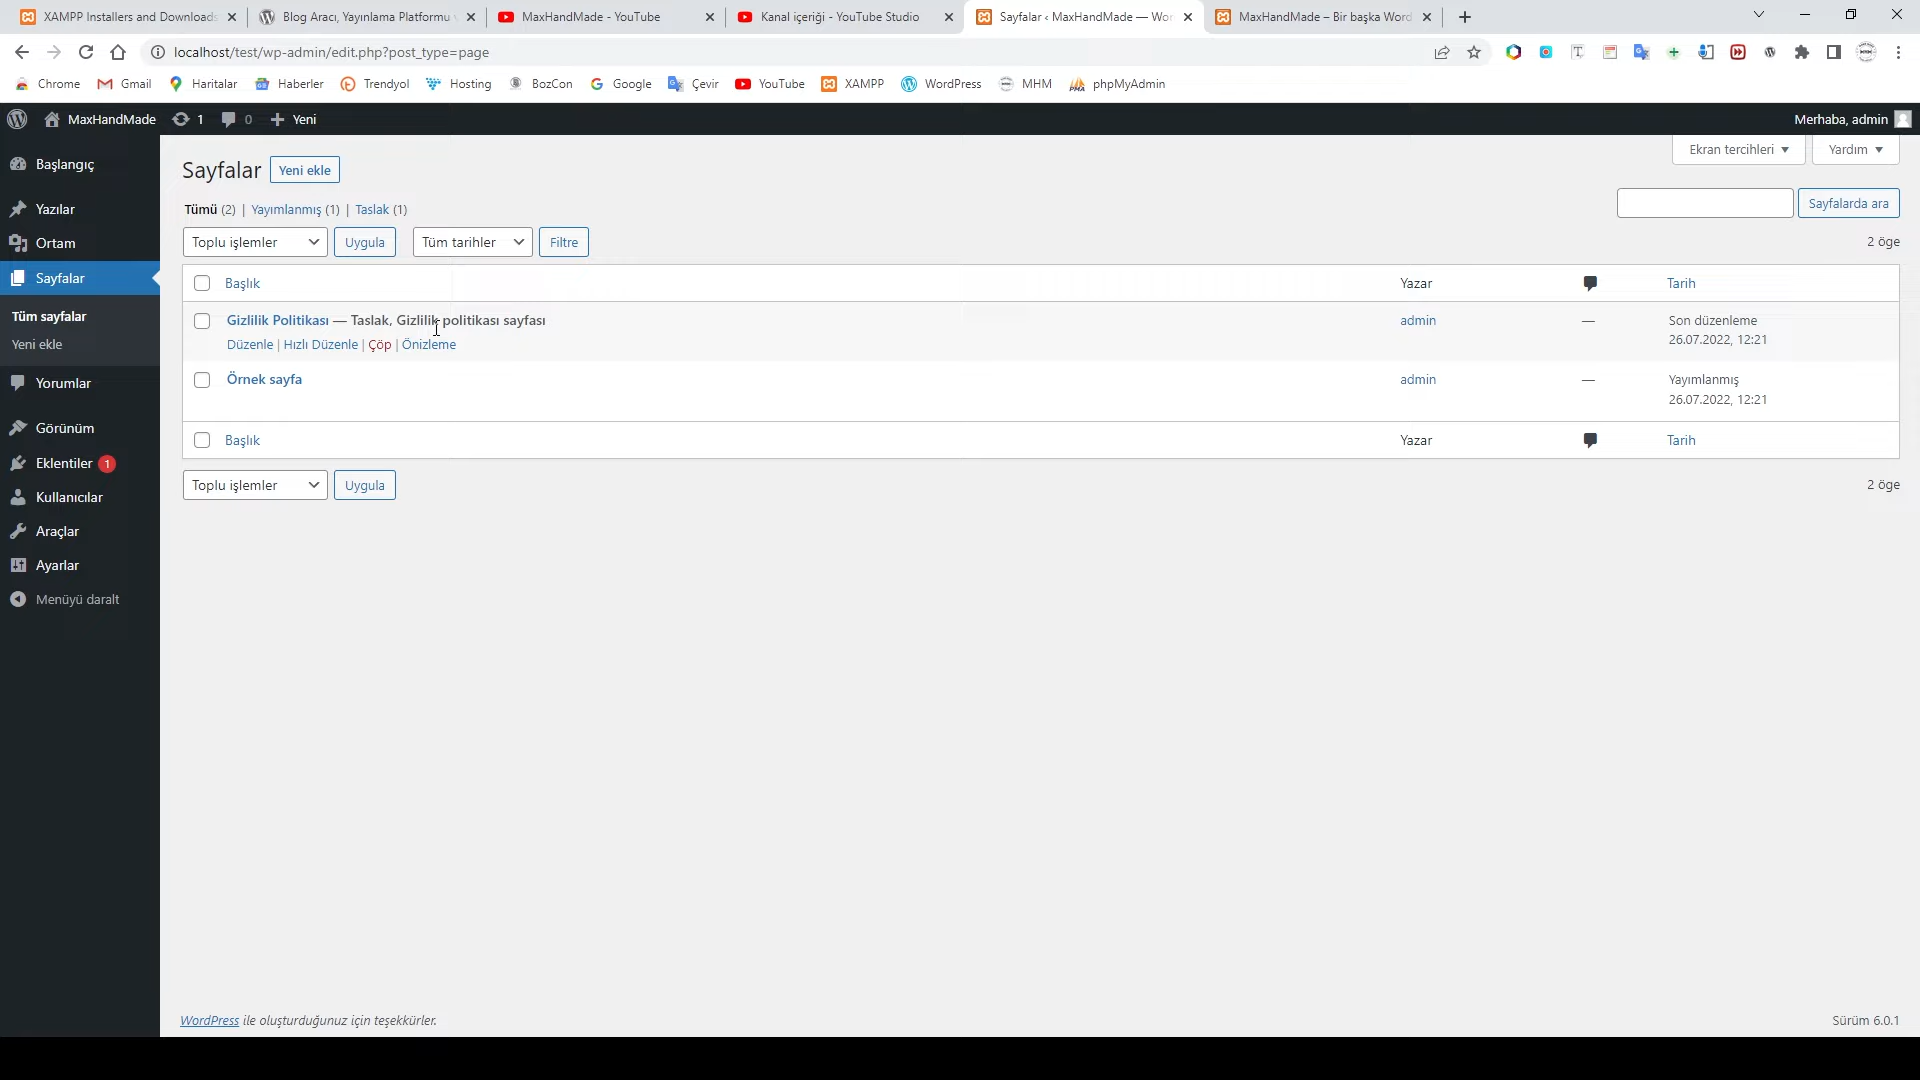 XAMPP Installers and Downloads
Blog Aracı, Yayınlama Platformu
MaxHandMade - YouTube
Kanal içeriği - YouTube Studio
Sayfalar ‹ MaxHandMade — Wor
MaxHandMade – Bir başka Word
localhost/test/wp-admin/edit.php?post_type=page
Chrome Gmail Haritalar Haberler Trendyol Hosting BozCon Google Çevir YouTube XAMPP WordPress MHM phpMyAdmin
MaxHandMade 1 0 + Yeni Merhaba, admin
Başlangıç
Yazılar
Ortam
Sayfalar
Tüm sayfalar
Yeni ekle
Yorumlar
Görünüm
Eklentiler 1
Kullanıcılar
Araçlar
Ayarlar
Menüyü daralt
Ekran tercihleri Yardım
Sayfalar Yeni ekle
Tümü (2) | Yayımlanmış (1) | Taslak (1)
Sayfalarda ara
Toplu işlemler Uygula Tüm tarihler Filtre 2 öge
Başlık Yazar Tarih
Gizlilik Politikası — Taslak, Gizlilik politikası sayfası admin — Son düzenleme
26.07.2022, 12:21
Düzenle | Hızlı Düzenle | Çöp | Önizleme
Örnek sayfa admin — Yayımlanmış
26.07.2022, 12:21
Başlık Yazar Tarih
Toplu işlemler Uygula 2 öge
WordPress ile oluşturduğunuz için teşekkürler. Sürüm 6.0.1